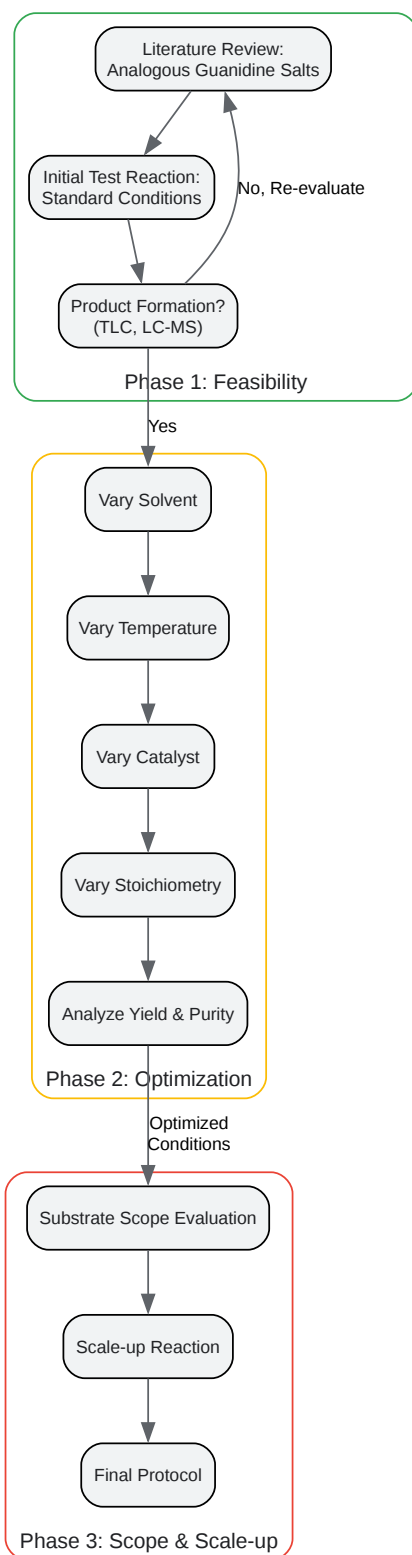 Literature Review:
Analogous Guanidine Salts
Initial Test Reaction:
Standard Conditions
No, Re-evaluate
Product Formation?
(TLC, LC-MS)
Phase 1: Feasibility
Yes
Vary Solvent
Vary Temperature
Vary Catalyst
Vary Stoichiometry
Analyze Yield & Purity
Phase 2: Optimization
Optimized
Conditions
Substrate Scope Evaluation
Scale-up Reaction
Final Protocol
Phase 3: Scope & Scale-up